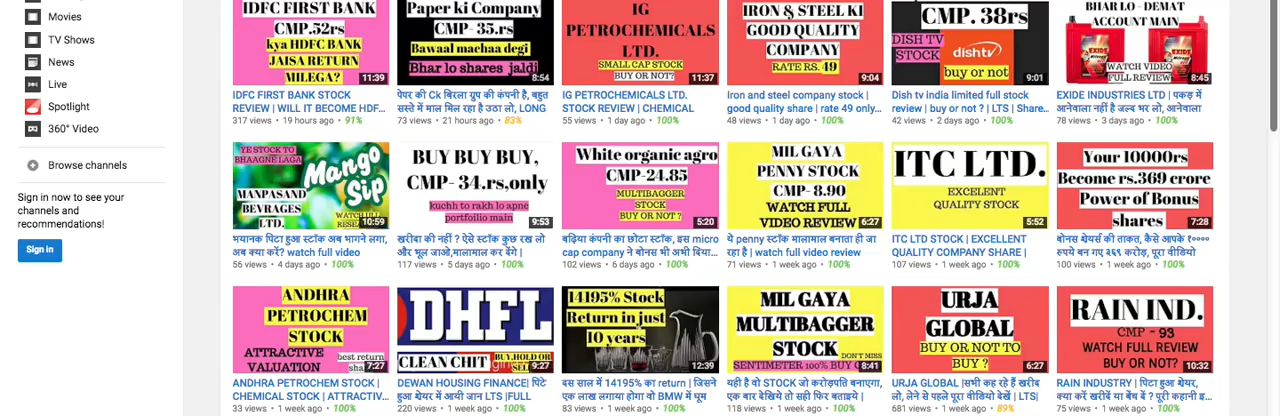 Movies
TV Shows
News
Live
Spotlight
360° Video
Browse channels
Sign in now to see your
channels and
recommendations!
Sign in
IDFC FIRST BANK
CMP.52rs
kya HDFC BANK
JAISA RETURN
MILEGA?
11:39
IDFC FIRST BANK STOCK
REVIEW | WILL IT BECOME HDF...
317 views • 19 hours ago • 91%
Paper ki Company
CMP-35.rs
Bawaal machaa degi
Bhar lo shares jaldi
8:54
पेपर की Ck बिरला ग्रुप की कंपनी है, बहुत
सस्ते में माल मिल रहा है उठा लो, LONG
73 views • 21 hours ago • 83%
IG
PETROCHEMICALS
LTD.
SMALL CAP STOCK
BUY OR NOT?
11:37
IG PETROCHEMICALS LTD.
STOCK REVIEW | CHEMICAL
55 views • 1 day ago • 100%
IRON & STEEL KI
GOOD QUALITY
COMPANY
RATE RS. 49
9:04
Iron and steel company stock |
good quality share | rate 49 only...
48 views • 1 day ago • 100%
CMP. 38rs
DISH TV
STOCK
dishtv
buy or not
9:01
Dish tv india limited full stock
review | buy or not ? | LTS | Share...
42 views • 2 days ago • 100%
BHAR LO - DEMAT
ACCOUNT MAIN
EXIDE
EXIDE
WATCH VIDEO
FULL REVIEW
8:45
EXIDE INDUSTRIES LTD | पकड़ में
आनेवाला नहीं है जल्द भर लो, आनेवाला
78 views • 3 days ago • 100%
YE STOCK TO
BHAAGNE LAGA
Mango
Sip
MANPASAND
BEVRAGES
LTD.
WATCH FULL
10:59
भयानक पिटा हुआ स्टॉक अब भागने लगा,
अब क्या करें? watch full video
56 views • 4 days ago • 100%
BUY BUY BUY,
CMP- 34.rs,only
kuchh to rakh lo apne
portfoilio main
9:53
खरीबा की नहीं ? ऐसे स्टॉक कुछ रख लो
और भूल जाओ,मालामाल कर देंगे |
117 views • 5 days ago • 100%
White organic agro
CMP-24.85
MULTIBAGGER
STOCK
BUY OR NOT ?
5:20
बढ़िया कंपनी का छोटा स्टॉक, इस micro
cap company ने बोनस भी अभी दिया...
102 views • 6 days ago • 100%
MIL GAYA
PENNY STOCK
CMP- 8.90
WATCH FULL
VIDEO REVIEW
6:27
ये penny स्टॉक मालामाल बनाता ही जा
रहा है | watch full video review
71 views • 1 week ago • 100%
ITC LTD.
EXCELENT
QUALITY STOCK
5:52
ITC LTD STOCK | EXCELLENT
QUALITY COMPANY SHARE |
107 views • 1 week ago • 100%
Your 10000rs
Become rs.369 crore
Power of Bonus
shares
7:28
बोनस शेयर्स की ताकत, कैसे आपके १००००
रुपये बन गए ३६९ करोड़, पूरा वीडियो
100 views • 1 week ago • 100%
ANDHRA
PETROCHEM
STOCK
ATTRACTIVE
VALUATION
best return
7:27
ANDHRA PETROCHEM STOCK |
CHEMICAL STOCK | ATTRACTIV...
33 views • 1 week ago • 100%
DHFL
CLEAN CHIT
BUY,HOLD OR
SELL
9:27
DEWAN HOUSING FINANCE| पिटे
हुए शेयर में आयी जान LTS |FULL
220 views • 1 week ago • 100%
14195% Stock
Return in just
10 years
12:39
दस साल में 14195% का return | जिसने
एक लाख लगाया होगा वो BMW में घूम
83 views • 1 week ago • 100%
MIL GAYA
MULTIBAGGER
STOCK
DON'T MISS
SENTIMETER 100% BUY
8:41
यही है वो STOCK जो करोड़पति बनाएगा,
एक बार देखिये तो सही फिर बताइये |
118 views • 1 week ago • 100%
URJA
GLOBAL
BUY OR NOT TO
BUY ?
6:27
URJA GLOBAL |सभी कह रहे हैं खरीद
लो, लेने से पहले पूरा वीडियो देखें | LTS|
681 views • 1 week ago • 89%
RAIN IND.
CMP - 93
WATCH FULL REVIEW
BUY OR NOT?
10:32
RAIN INDUSTRY | पिटा हुआ शेयर,
क्या करें खरीदें या बेंच दें ? पूरी कहानी इ...
75 views • 1 week ago • 100%